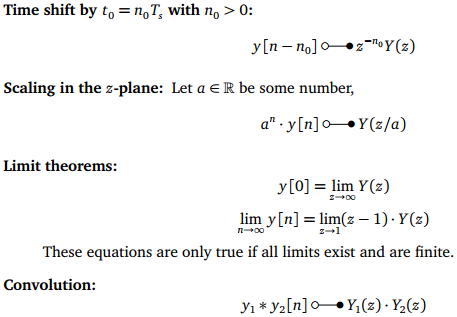 Time shift by t₀ = n₀Tₛ with n₀ > 0:
y[n − n₀] ○—● z⁻ⁿ⁰Y(z)
Scaling in the z-plane: Let a ∈ ℝ be some number,
aⁿ · y[n] ○—● Y(z/a)
Limit theorems:
y[0] = lim_{z→∞} Y(z)
lim_{n→∞} y[n] = lim_{z→1}(z − 1) · Y(z)
These equations are only true if all limits exist and are finite.
Convolution:
y₁ * y₂[n] ○—● Y₁(z) · Y₂(z)